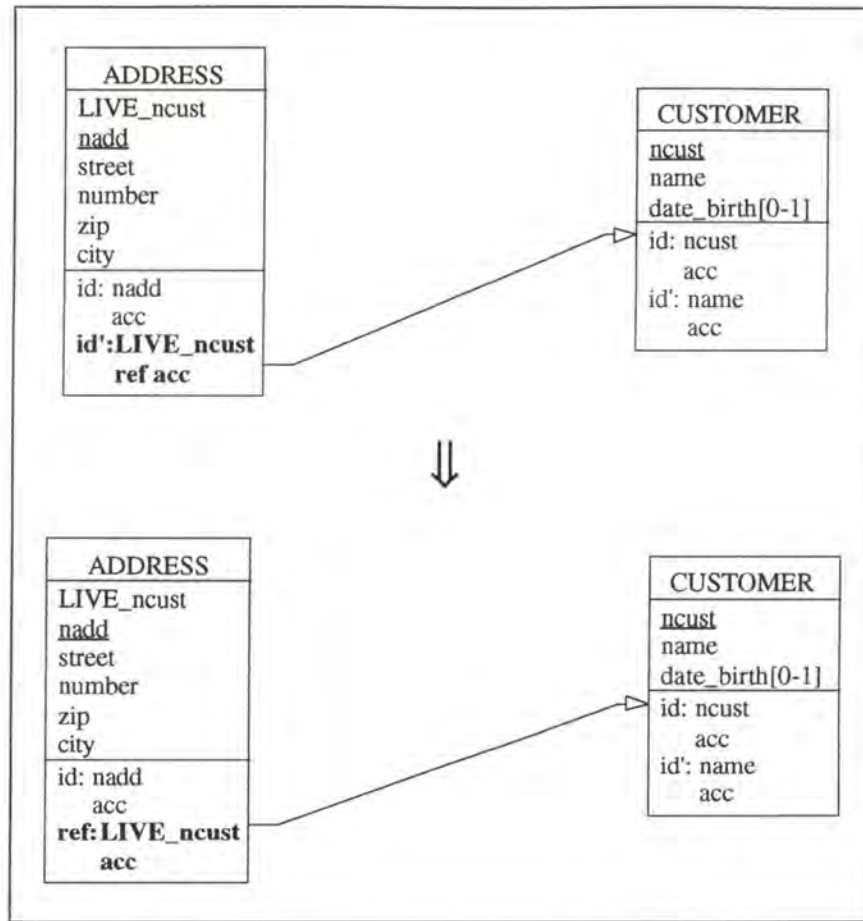 ADDRESS
LIVE_ncust
nadd
street
number
zip
city
id: nadd
acc
id':LIVE_ncust
ref acc
CUSTOMER
ncust
name
date_birth[0-1]
id: ncust
acc
id': name
acc
⇓
ADDRESS
LIVE_ncust
nadd
street
number
zip
city
id: nadd
acc
ref:LIVE_ncust
acc
CUSTOMER
ncust
name
date_birth[0-1]
id: ncust
acc
id': name
acc